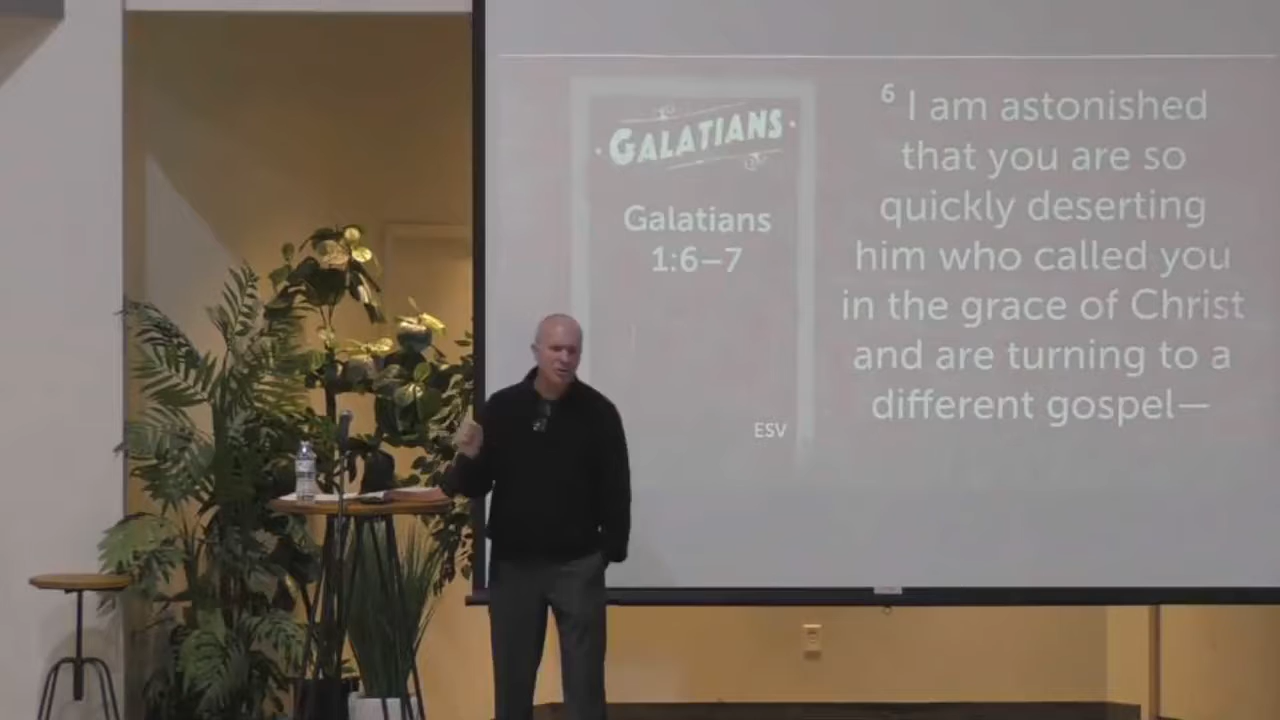 · GALATIANS ·
Galatians
1:6–7
ESV
6 I am astonished
that you are so
quickly deserting
him who called you
in the grace of Christ
and are turning to a
different gospel—